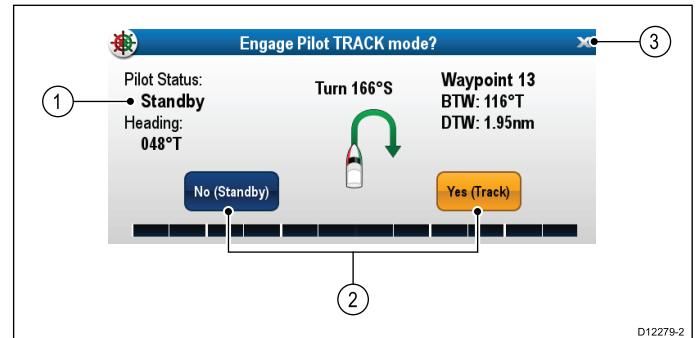 Engage Pilot TRACK mode?
X
3
Pilot Status:
Standby
Heading:
048°T
1
Turn 166°S
Waypoint 13
BTW: 116°T
DTW: 1.95nm
No (Standby)
Yes (Track)
2
D12279-2